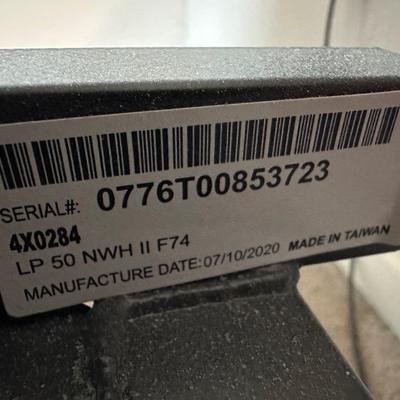 SERIAL#: 0776T00853723
4X0284
LP 50 NWH II F74
MANUFACTURE DATE: 07/10/2020 MADE IN TAIWAN